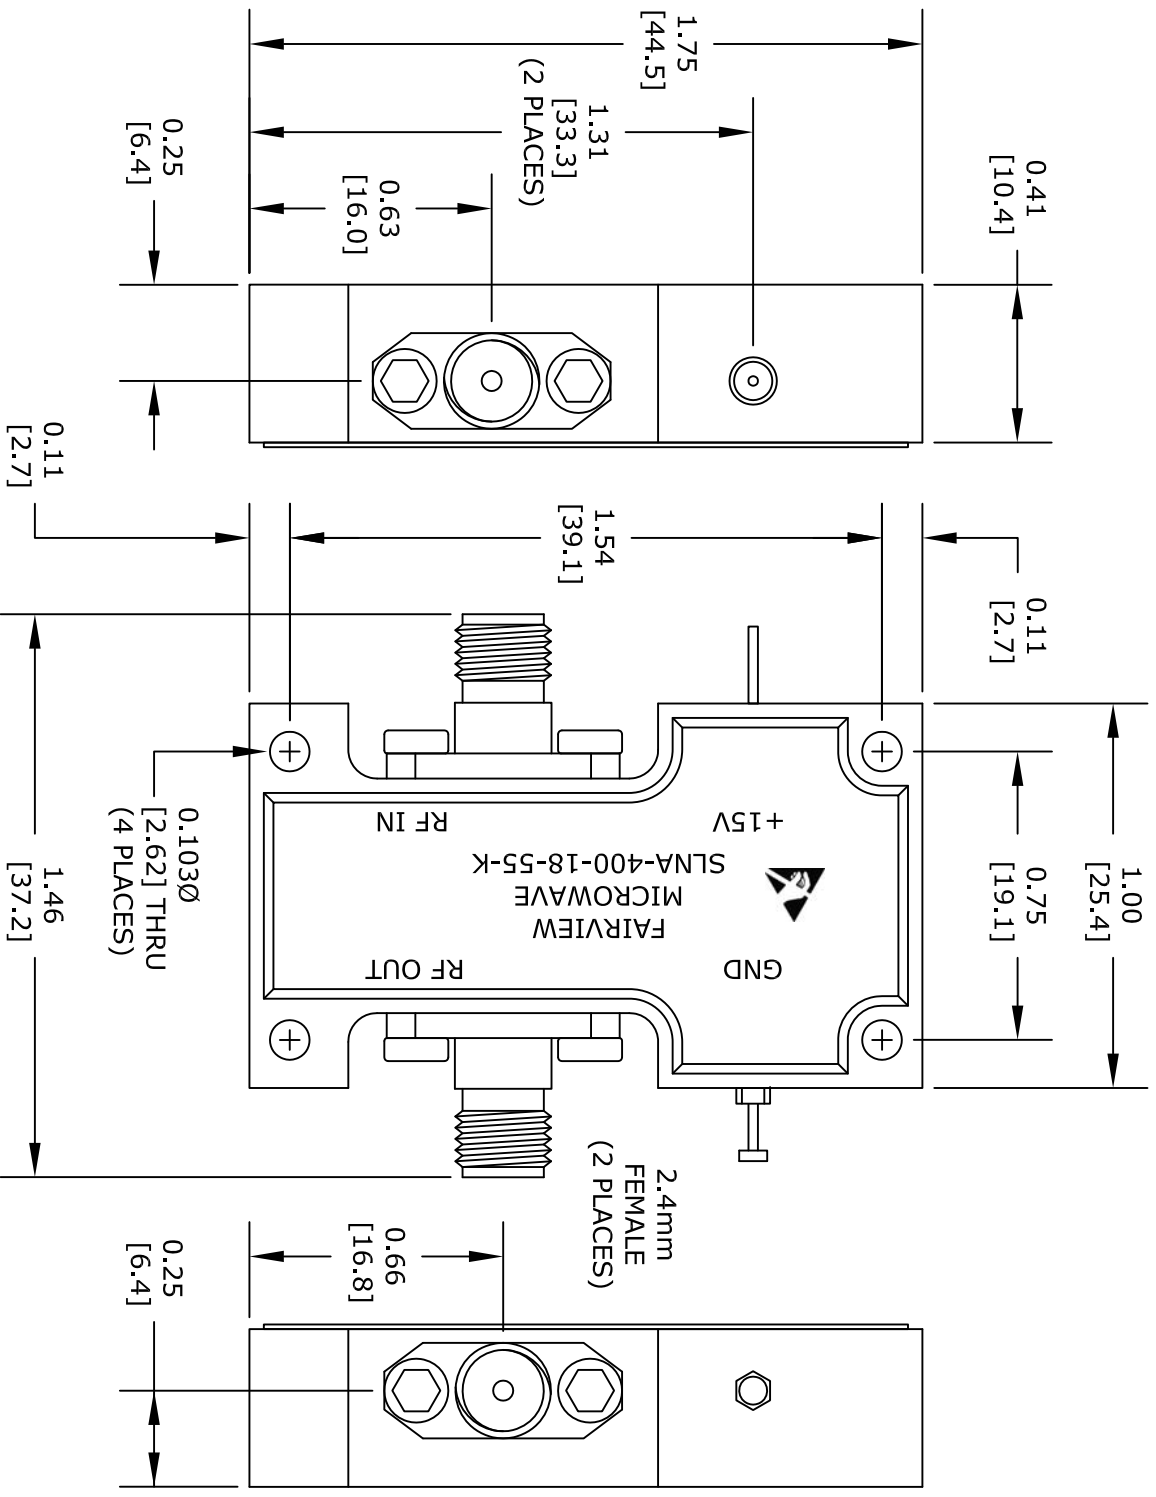 1.75
[44.5]
1.31
[33.3]
(2 PLACES)
0.63
[16.0]
0.25
[6.4]
0.41
[10.4]
0.11
[2.7]
1.54
[39.1]
0.11
[2.7]
1.00
[25.4]
0.75
[19.1]
+15V
RF IN
SLNA-400-18-55-K
MICROWAVE
FAIRVIEW
GND
RF OUT
0.103Ø
[2.62] THRU
(4 PLACES)
1.46
[37.2]
2.4mm
FEMALE
(2 PLACES)
0.66
[16.8]
0.25
[6.4]